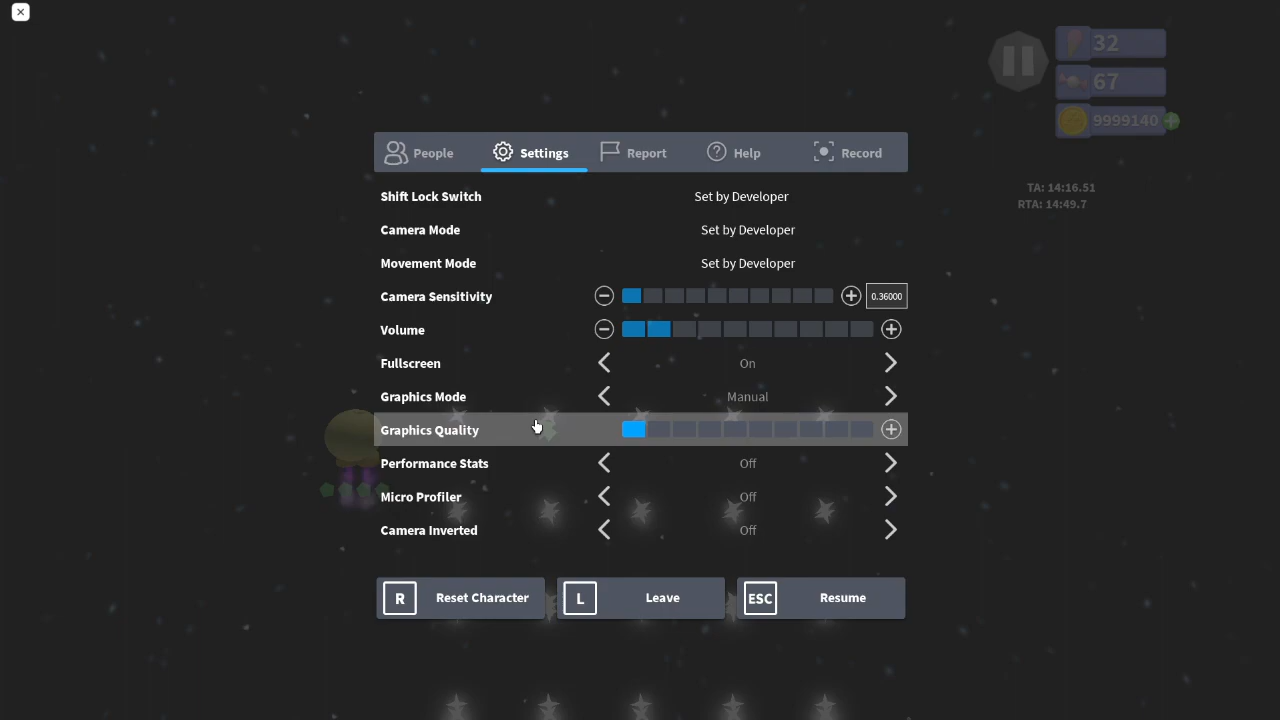 32
67
9999140
TA: 14:16.51
RTA: 14:49.7
People Settings Report Help Record
Shift Lock Switch Set by Developer
Camera Mode Set by Developer
Movement Mode Set by Developer
Camera Sensitivity 0.36000
Volume
Fullscreen On
Graphics Mode Manual
Graphics Quality
Performance Stats Off
Micro Profiler Off
Camera Inverted Off
R Reset Character L Leave ESC Resume